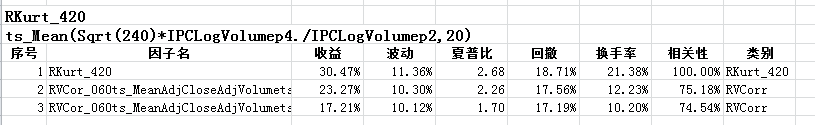 RKurt_420
ts_Mean(Sqrt(240)*IPCLogVolumep4./IPCLogVolumep2,20)
序号 因子名 收益 波动 夏普比 回撤 换手率 相关性 类别
1 RKurt_420 30.47% 11.36% 2.68 18.71% 21.38% 100.00% RKurt_420
2 RVCor_060ts_MeanAdjCloseAdjVolumets 23.27% 10.30% 2.26 17.56% 12.23% 75.18% RVCorr
3 RVCor_060ts_MeanAdjCloseAdjVolumets 17.21% 10.12% 1.70 17.19% 10.20% 74.54% RVCorr